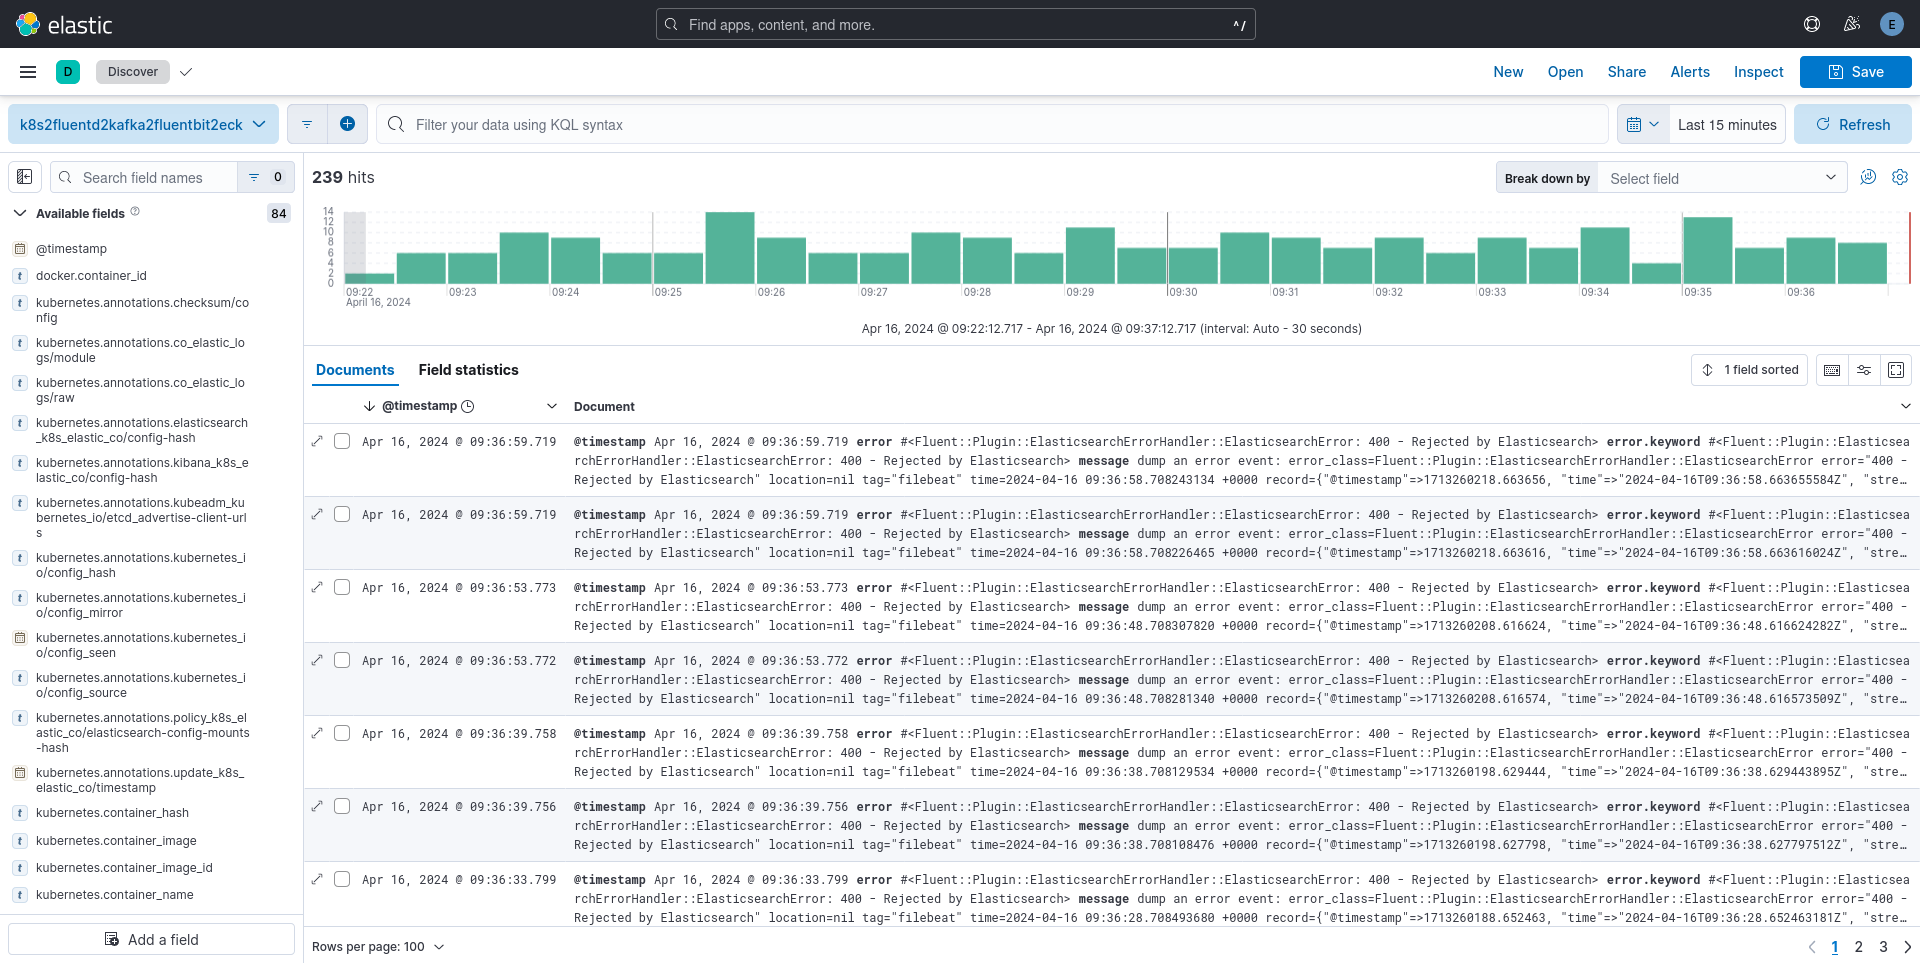 elastic
Find apps, content, and more.
^/
E
D
Discover
New
Open
Share
Alerts
Inspect
Save
k8s2fluentd2kafka2fluentbit2eck
Filter your data using KQL syntax
Last 15 minutes
Refresh
Search field names
0
Available fields
84
@timestamp
docker.container_id
kubernetes.annotations.checksum/co
nfig
kubernetes.annotations.co_elastic_lo
gs/module
kubernetes.annotations.co_elastic_lo
gs/raw
kubernetes.annotations.elasticsearch
_k8s_elastic_co/config-hash
kubernetes.annotations.kibana_k8s_e
lastic_co/config-hash
kubernetes.annotations.kubeadm_ku
bernetes_io/etcd_advertise-client-url
s
kubernetes.annotations.kubernetes_i
o/config_hash
kubernetes.annotations.kubernetes_i
o/config_mirror
kubernetes.annotations.kubernetes_i
o/config_seen
kubernetes.annotations.kubernetes_i
o/config_source
kubernetes.annotations.policy_k8s_el
astic_co/elasticsearch-config-mounts
-hash
kubernetes.annotations.update_k8s_
elastic_co/timestamp
kubernetes.container_hash
kubernetes.container_image
kubernetes.container_image_id
kubernetes.container_name
Add a field
239 hits
Break down by
Select field
14
12
10
8
6
4
2
0
09:22 09:23 09:24 09:25 09:26 09:27 09:28 09:29 09:30 09:31 09:32 09:33 09:34 09:35 09:36
April 16, 2024
Apr 16, 2024 @ 09:22:12.717 - Apr 16, 2024 @ 09:37:12.717 (interval: Auto - 30 seconds)
Documents
Field statistics
1 field sorted
@timestamp
Document
Apr 16, 2024 @ 09:36:59.719 @timestamp Apr 16, 2024 @ 09:36:59.719 error #<Fluent::Plugin::ElasticsearchErrorHandler::ElasticsearchError: 400 - Rejected by Elasticsearch> error.keyword #<Fluent::Plugin::Elasticsea
rchErrorHandler::ElasticsearchError: 400 - Rejected by Elasticsearch> message dump an error event: error_class=Fluent::Plugin::ElasticsearchErrorHandler::ElasticsearchError error="400 -
Rejected by Elasticsearch" location=nil tag="filebeat" time=2024-04-16 09:36:58.708243134 +0000 record={"@timestamp"=>1713260218.663656, "time"=>"2024-04-16T09:36:58.663655584Z", "stre…
Apr 16, 2024 @ 09:36:59.719 @timestamp Apr 16, 2024 @ 09:36:59.719 error #<Fluent::Plugin::ElasticsearchErrorHandler::ElasticsearchError: 400 - Rejected by Elasticsearch> error.keyword #<Fluent::Plugin::Elasticsea
rchErrorHandler::ElasticsearchError: 400 - Rejected by Elasticsearch> message dump an error event: error_class=Fluent::Plugin::ElasticsearchErrorHandler::ElasticsearchError error="400 -
Rejected by Elasticsearch" location=nil tag="filebeat" time=2024-04-16 09:36:58.708226465 +0000 record={"@timestamp"=>1713260218.663616, "time"=>"2024-04-16T09:36:58.663616024Z", "stre…
Apr 16, 2024 @ 09:36:53.773 @timestamp Apr 16, 2024 @ 09:36:53.773 error #<Fluent::Plugin::ElasticsearchErrorHandler::ElasticsearchError: 400 - Rejected by Elasticsearch> error.keyword #<Fluent::Plugin::Elasticsea
rchErrorHandler::ElasticsearchError: 400 - Rejected by Elasticsearch> message dump an error event: error_class=Fluent::Plugin::ElasticsearchErrorHandler::ElasticsearchError error="400 -
Rejected by Elasticsearch" location=nil tag="filebeat" time=2024-04-16 09:36:48.708307820 +0000 record={"@timestamp"=>1713260208.616624, "time"=>"2024-04-16T09:36:48.616624282Z", "stre…
Apr 16, 2024 @ 09:36:53.772 @timestamp Apr 16, 2024 @ 09:36:53.772 error #<Fluent::Plugin::ElasticsearchErrorHandler::ElasticsearchError: 400 - Rejected by Elasticsearch> error.keyword #<Fluent::Plugin::Elasticsea
rchErrorHandler::ElasticsearchError: 400 - Rejected by Elasticsearch> message dump an error event: error_class=Fluent::Plugin::ElasticsearchErrorHandler::ElasticsearchError error="400 -
Rejected by Elasticsearch" location=nil tag="filebeat" time=2024-04-16 09:36:48.708281340 +0000 record={"@timestamp"=>1713260208.616574, "time"=>"2024-04-16T09:36:48.616573509Z", "stre…
Apr 16, 2024 @ 09:36:39.758 @timestamp Apr 16, 2024 @ 09:36:39.758 error #<Fluent::Plugin::ElasticsearchErrorHandler::ElasticsearchError: 400 - Rejected by Elasticsearch> error.keyword #<Fluent::Plugin::Elasticsea
rchErrorHandler::ElasticsearchError: 400 - Rejected by Elasticsearch> message dump an error event: error_class=Fluent::Plugin::ElasticsearchErrorHandler::ElasticsearchError error="400 -
Rejected by Elasticsearch" location=nil tag="filebeat" time=2024-04-16 09:36:38.708129534 +0000 record={"@timestamp"=>1713260198.629444, "time"=>"2024-04-16T09:36:38.629443895Z", "stre…
Apr 16, 2024 @ 09:36:39.756 @timestamp Apr 16, 2024 @ 09:36:39.756 error #<Fluent::Plugin::ElasticsearchErrorHandler::ElasticsearchError: 400 - Rejected by Elasticsearch> error.keyword #<Fluent::Plugin::Elasticsea
rchErrorHandler::ElasticsearchError: 400 - Rejected by Elasticsearch> message dump an error event: error_class=Fluent::Plugin::ElasticsearchErrorHandler::ElasticsearchError error="400 -
Rejected by Elasticsearch" location=nil tag="filebeat" time=2024-04-16 09:36:38.708108476 +0000 record={"@timestamp"=>1713260198.627798, "time"=>"2024-04-16T09:36:38.627797512Z", "stre…
Apr 16, 2024 @ 09:36:33.799 @timestamp Apr 16, 2024 @ 09:36:33.799 error #<Fluent::Plugin::ElasticsearchErrorHandler::ElasticsearchError: 400 - Rejected by Elasticsearch> error.keyword #<Fluent::Plugin::Elasticsea
rchErrorHandler::ElasticsearchError: 400 - Rejected by Elasticsearch> message dump an error event: error_class=Fluent::Plugin::ElasticsearchErrorHandler::ElasticsearchError error="400 -
Rejected by Elasticsearch" location=nil tag="filebeat" time=2024-04-16 09:36:28.708493680 +0000 record={"@timestamp"=>1713260188.652463, "time"=>"2024-04-16T09:36:28.652463181Z", "stre…
Rows per page: 100
1 2 3